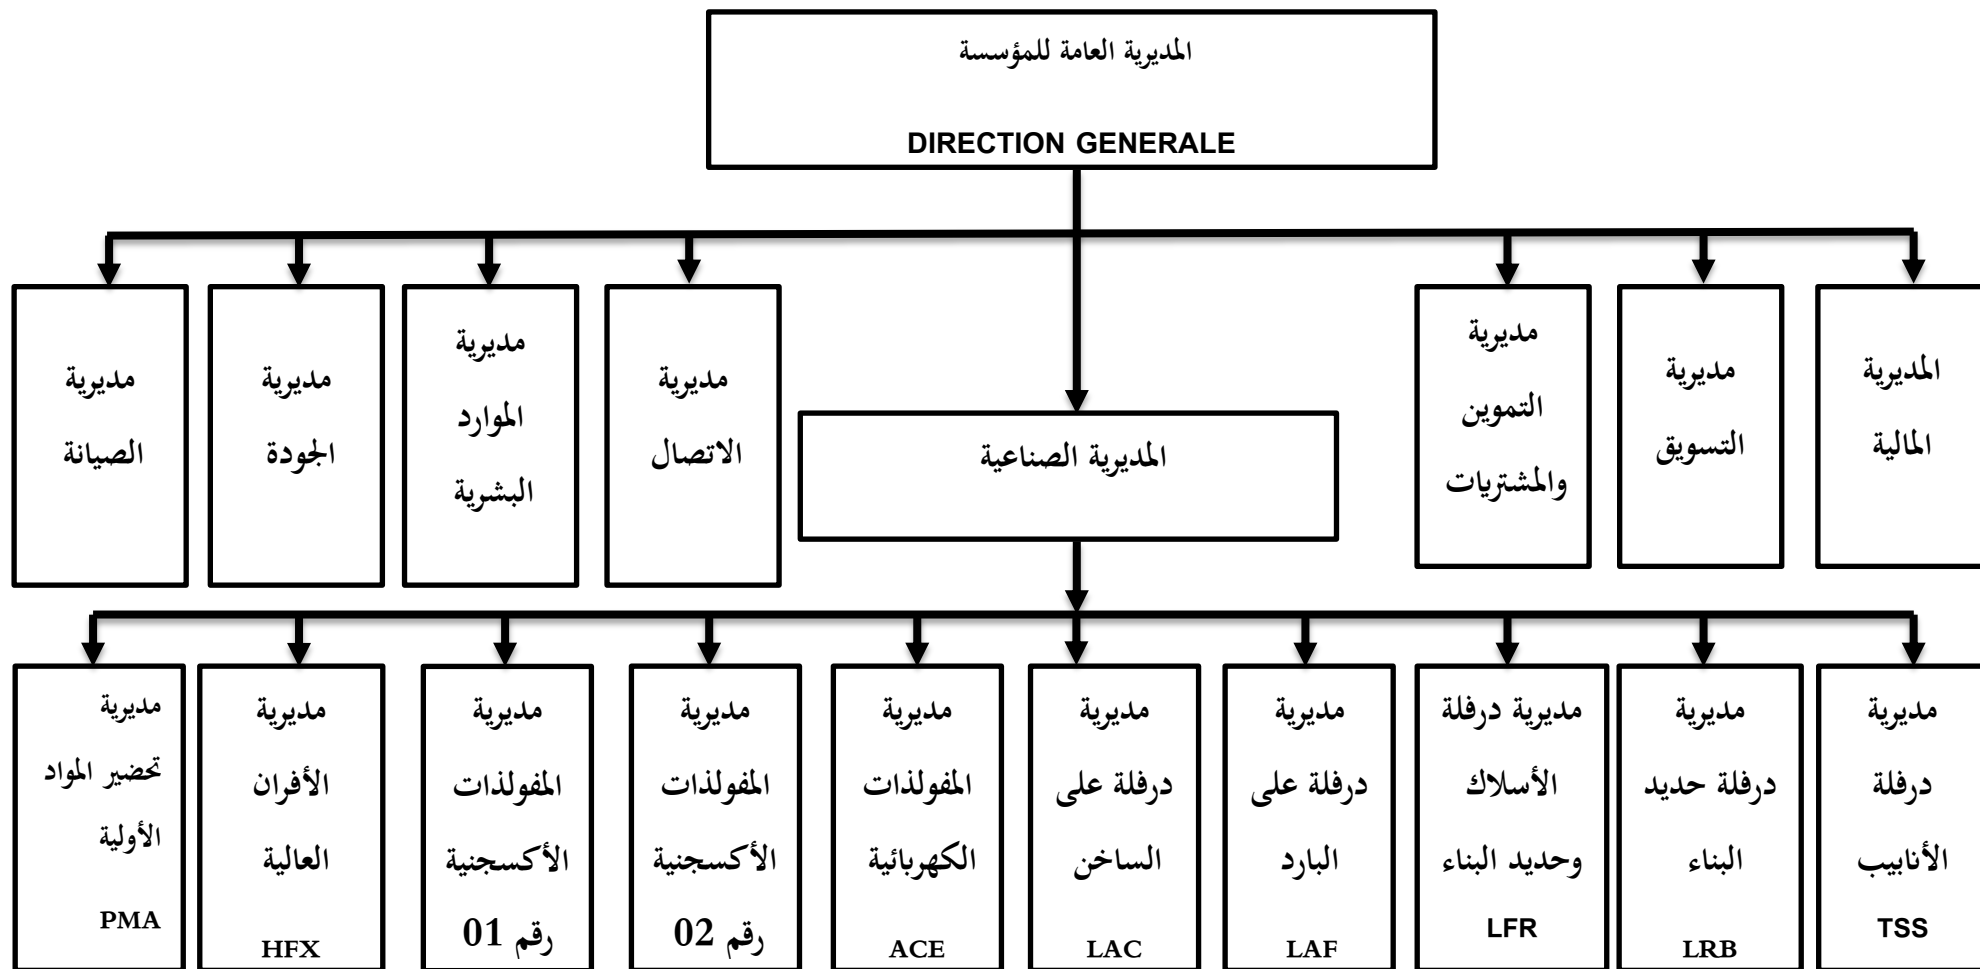 المديرية العامة للمؤسسة
DIRECTION GENERALE
المديرية
المالية
مديرية
التسويق
مديرية
التموين
والمشتريات
المديرية الصناعية
مديرية
الاتصال
مديرية
الموارد
البشرية
مديرية
الجودة
مديرية
الصيانة
مديرية
درفلة
الأنابيب
TSS
مديرية
درفلة حديد
البناء
LRB
مديرية درفلة
الأسلاك
وحديد البناء
LFR
مديرية
درفلة على
البارد
LAF
مديرية
درفلة على
الساخن
LAC
مديرية
المفولذات
الكهربائية
ACE
مديرية
المفولذات
الأكسجنية
رقم 02
مديرية
المفولذات
الأكسجنية
رقم 01
مديرية
الأفران
العالية
HFX
مديرية
تحضير المواد
الأولية
PMA